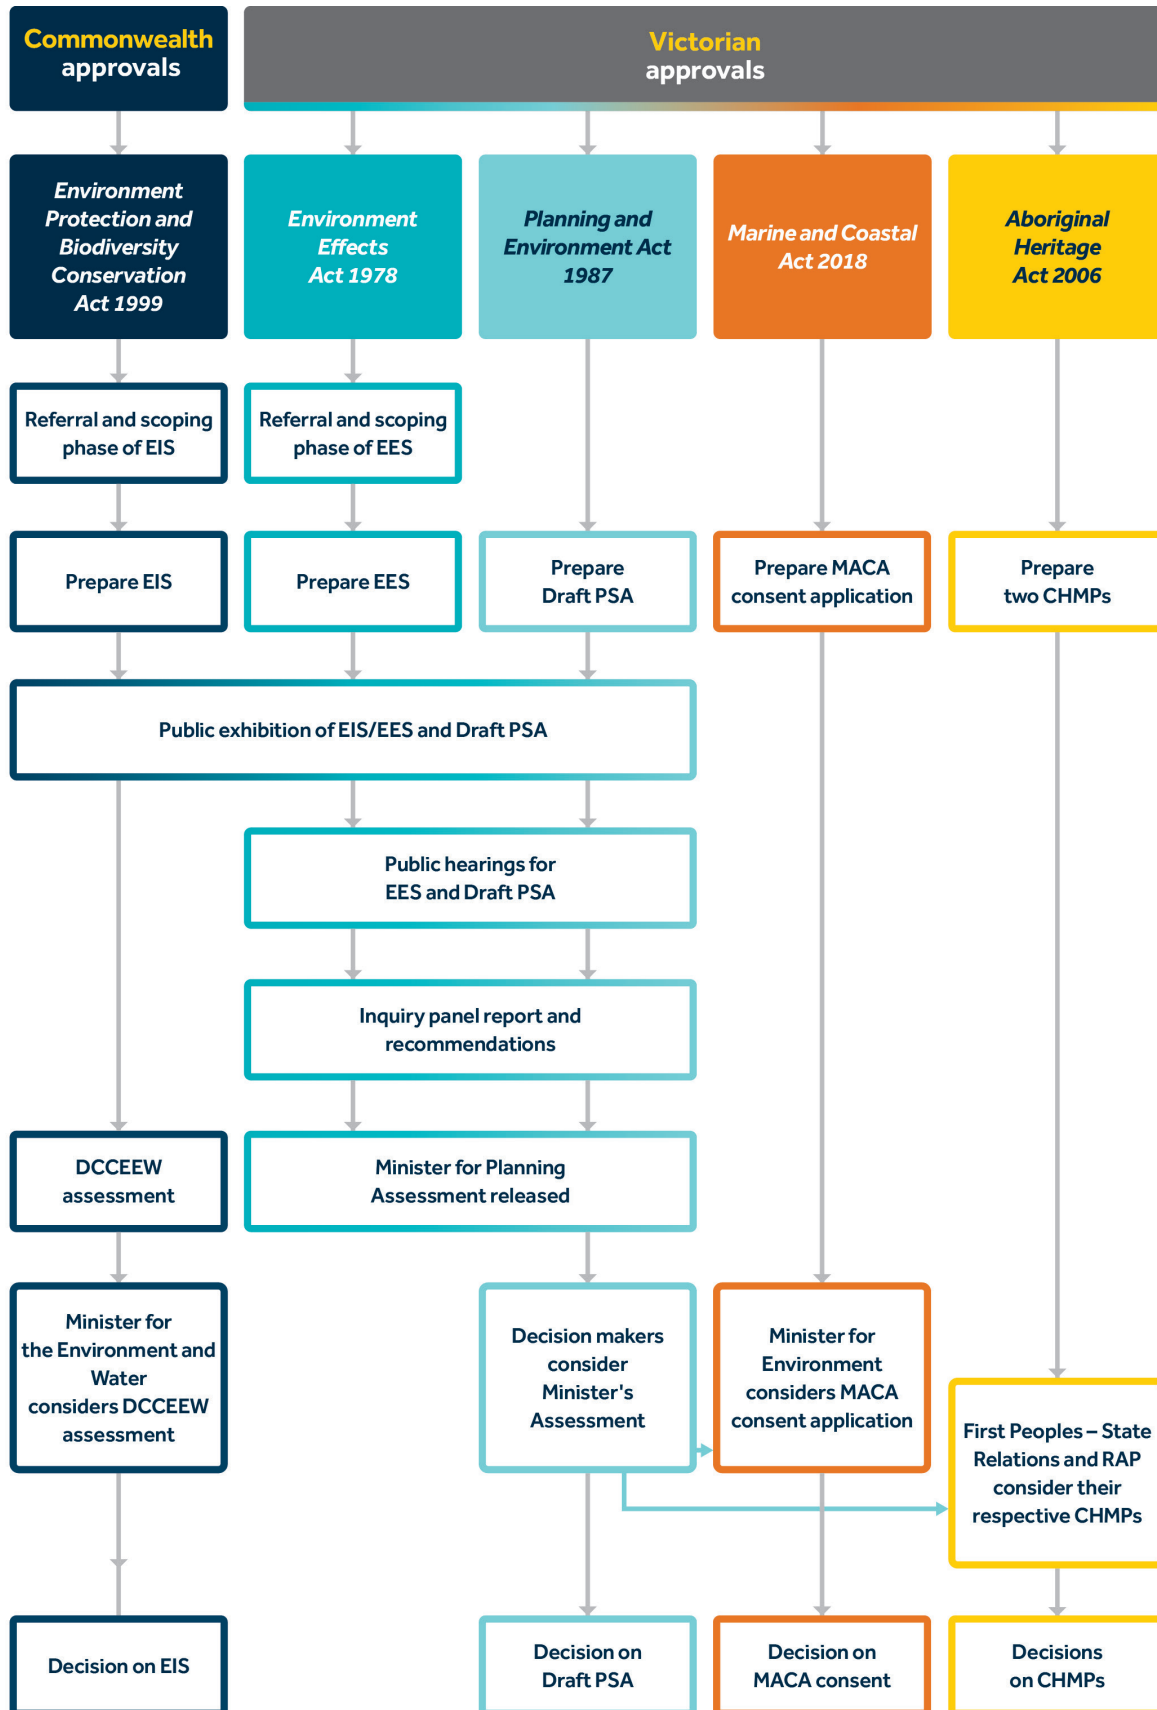 Commonwealth
approvals
Victorian
approvals
Environment
Protection and
Biodiversity
Conservation
Act 1999
Environment
Effects
Act 1978
Planning and
Environment Act
1987
Marine and Coastal
Act 2018
Aboriginal
Heritage
Act 2006
Referral and scoping
phase of EIS
Referral and scoping
phase of EES
Prepare EIS
Prepare EES
Prepare
Draft PSA
Prepare MACA
consent application
Prepare
two CHMPs
Public exhibition of EIS/EES and Draft PSA
Public hearings for
EES and Draft PSA
Inquiry panel report and
recommendations
DCCEEW
assessment
Minister for Planning
Assessment released
Minister for
the Environment and
Water
considers DCCEEW
assessment
Decision makers
consider
Minister's
Assessment
Minister for
Environment
considers MACA
consent application
First Peoples – State
Relations and RAP
consider their
respective CHMPs
Decision on EIS
Decision on
Draft PSA
Decision on
MACA consent
Decisions
on CHMPs